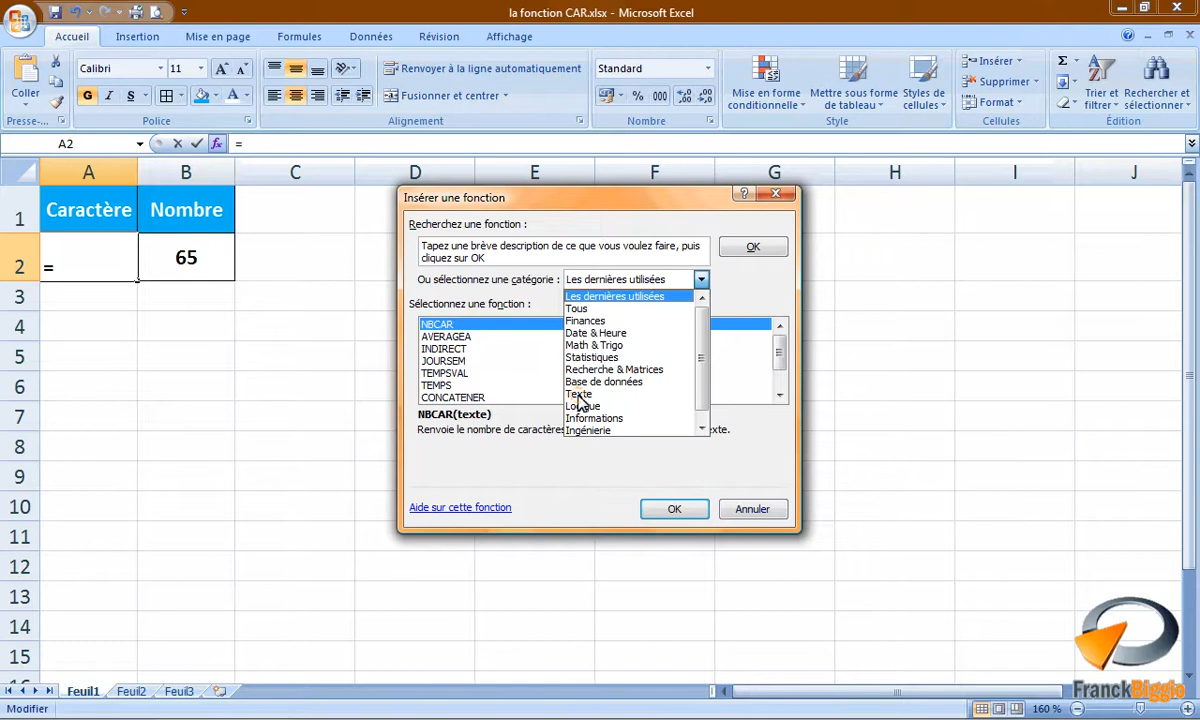 la fonction CAR.xlsx - Microsoft Excel
Accueil Insertion Mise en page Formules Données Révision Affichage
Calibri 11 Renvoyer à la ligne automatiquement Standard Insérer
Coller G I S Fusionner et centrer % 000 Mise en forme conditionnelle Mettre sous forme de tableau Styles de cellules Supprimer Format Trier et filtrer Rechercher et sélectionner
Presse-... Police Alignement Nombre Style Cellules Édition
A2 fx =
A B C D E F G H I J
1 Caractère Nombre
2 = 65
3
4
5
6
7
8
9
10
11
12
13
14
15
Insérer une fonction
Recherchez une fonction :
Tapez une brève description de ce que vous voulez faire, puis
cliquez sur OK
OK
Ou sélectionnez une catégorie : Les dernières utilisées
Les dernières utilisées
Tous
Finances
Date & Heure
Math & Trigo
Statistiques
Recherche & Matrices
Base de données
Texte
Informations
Ingénierie
Sélectionnez une fonction :
NBCAR
AVERAGEA
INDIRECT
JOURSEM
TEMPSVAL
TEMPS
CONCATENER
NBCAR(texte)
Renvoie le nombre de caractères
Aide sur cette fonction
OK Annuler
FranckBiggio
Feuil1 Feuil2 Feuil3
Modifier 160 %